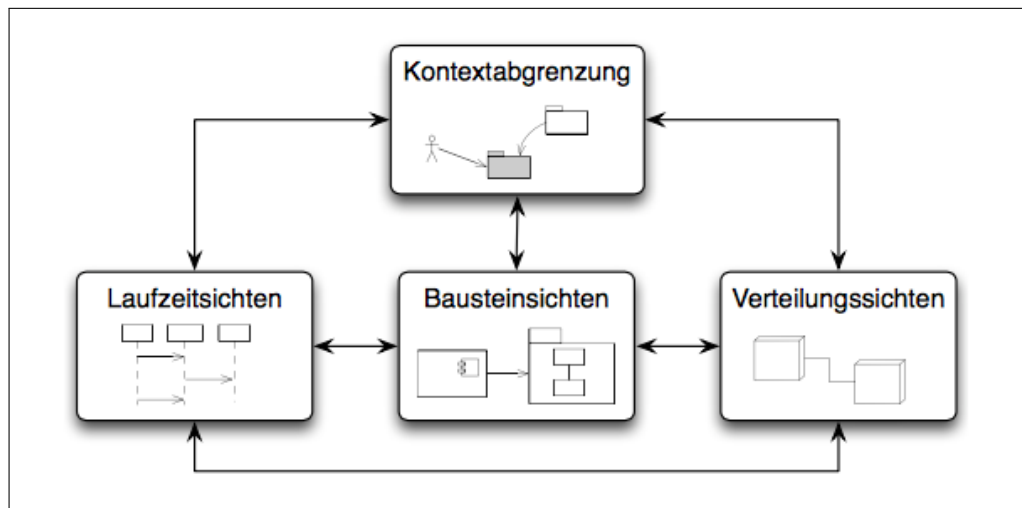 Kontextabgrenzung
Laufzeitsichten
Bausteinsichten
Verteilungssichten